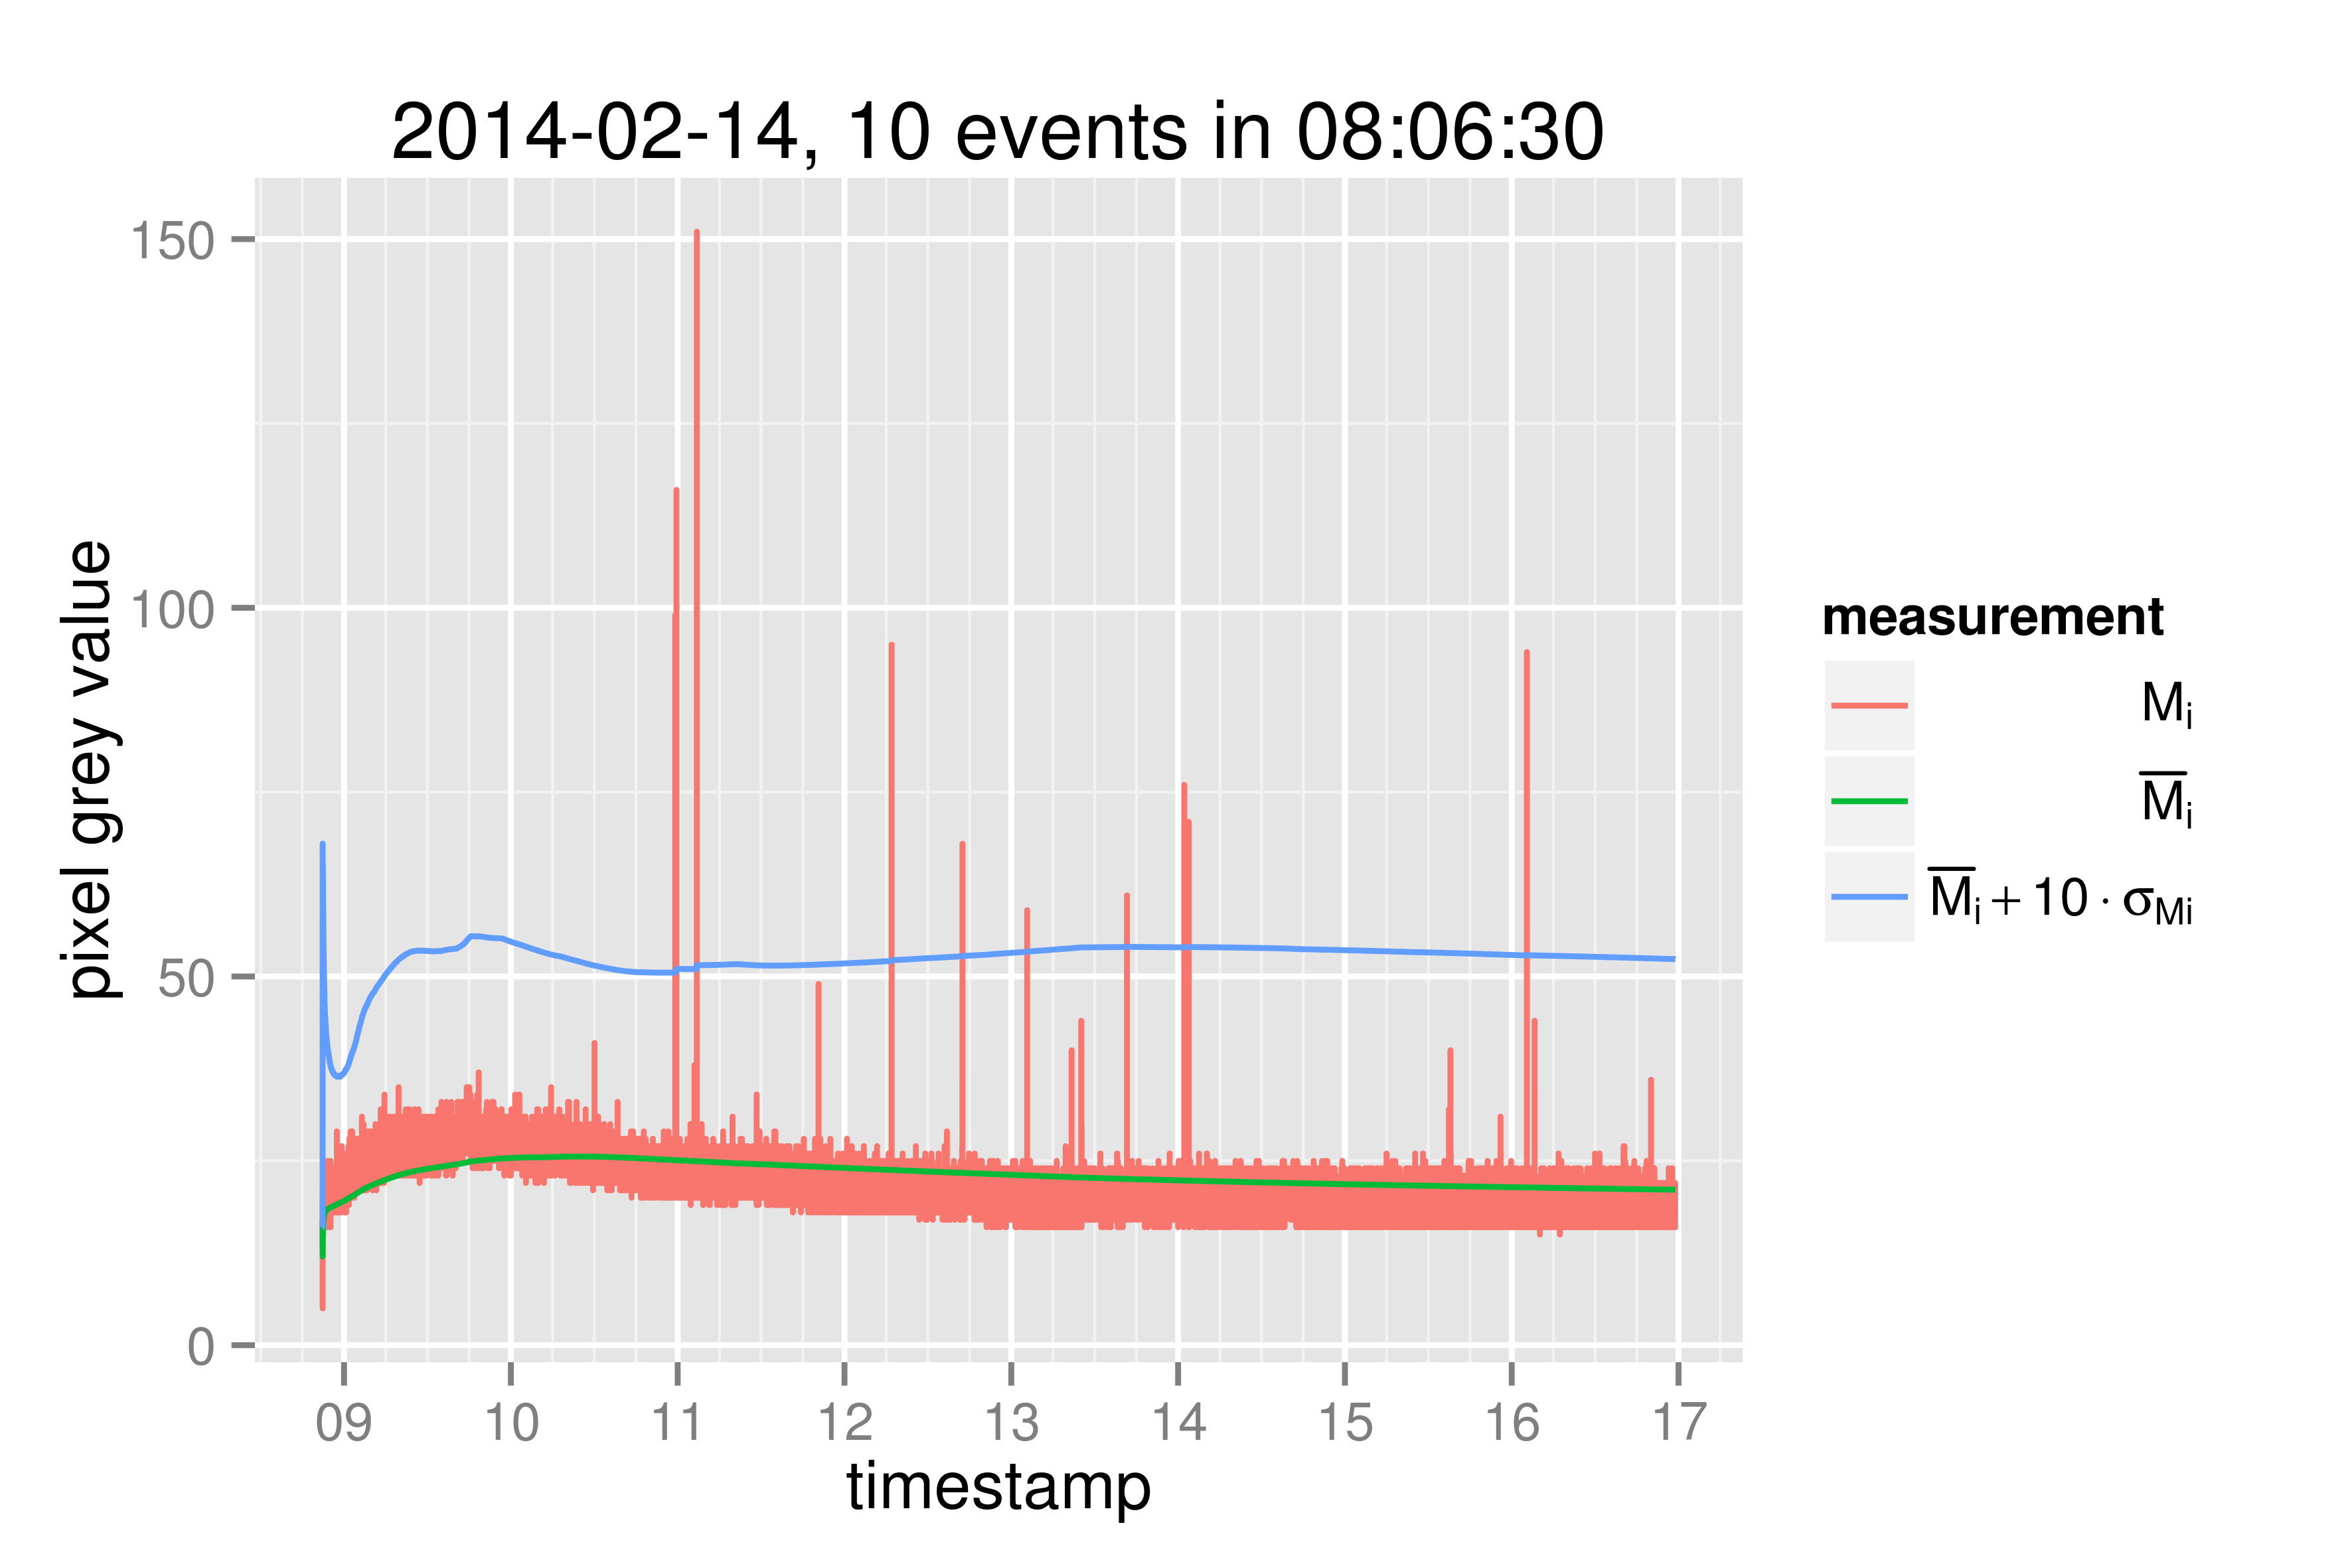 2014-02-14, 10 events in 08:06:30
pixel grey value
150
100
50
0
09 10 11 12 13 14 15 16 17
timestamp
measurement
Mᵢ
M̅ᵢ
M̅ᵢ + 10 · σMi